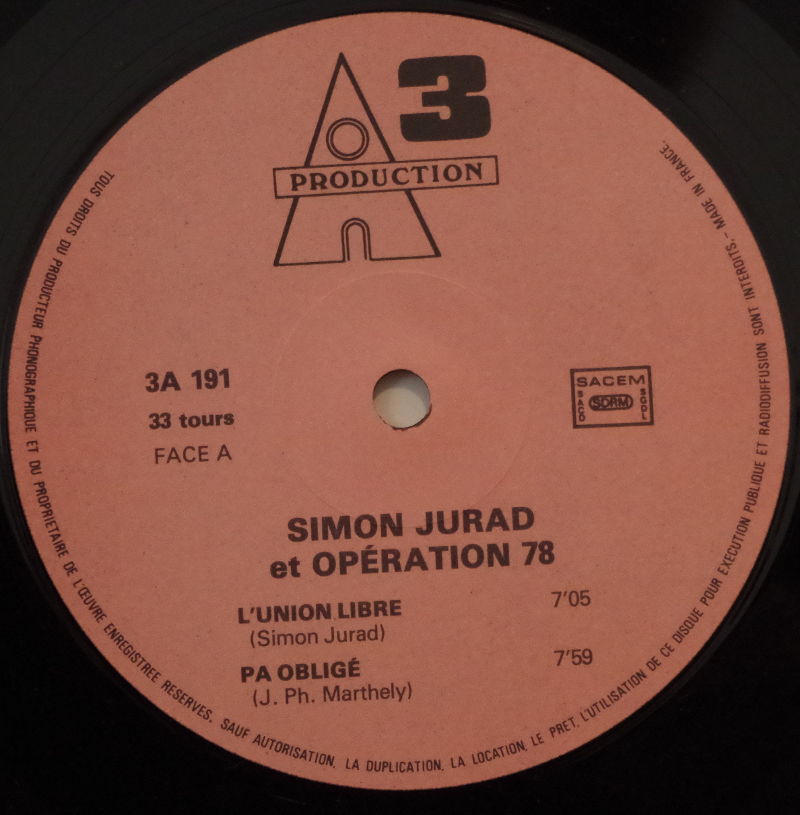 3
PRODUCTION
3A 191
33 tours
FACE A
SACEM
SACD
SDRM
SGDL
SIMON JURAD
et OPÉRATION 78
L'UNION LIBRE 7'05
(Simon Jurad)
PA OBLIGÉ 7'59
(J. Ph. Marthely)
TOUS DROITS DU PRODUCTEUR PHONOGRAPHIQUE ET DU PROPRIETAIRE DE L'ŒUVRE ENREGISTREE RESERVES. SAUF AUTORISATION, LA DUPLICATION, LA LOCATION, LE PRET, L'UTILISATION DE CE DISQUE POUR EXECUTION PUBLIQUE ET RADIODIFFUSION SONT INTERDITS. - MADE IN FRANCE.